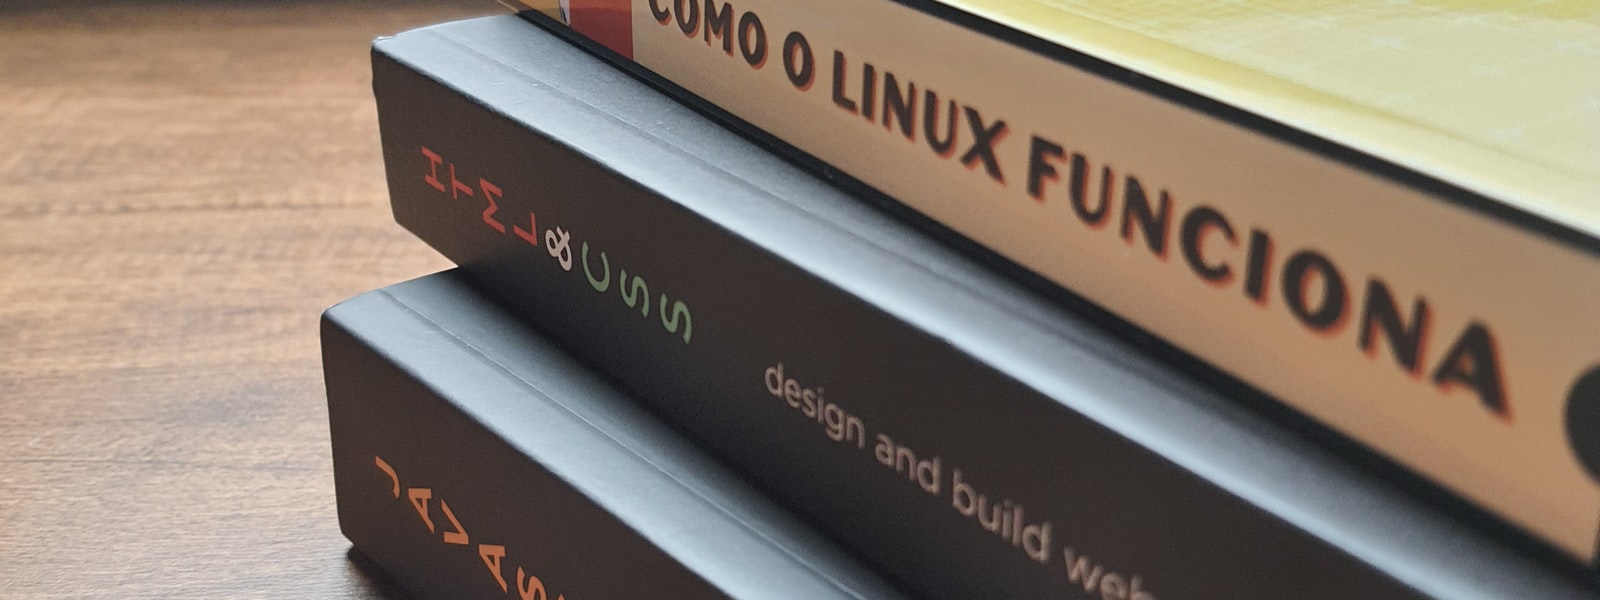 COMO O LINUX FUNCIONA
HTML & CSS
design and build
JAVAS